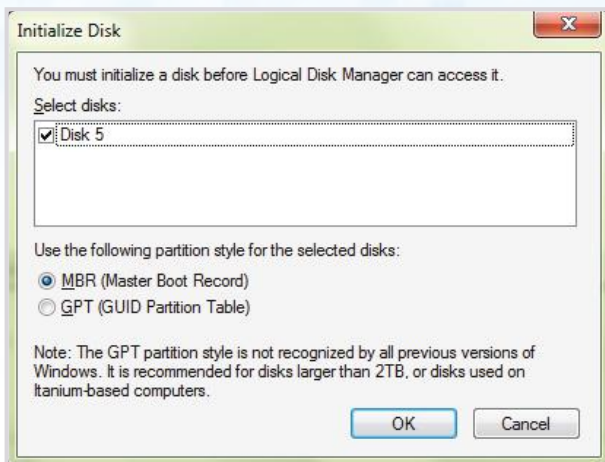 Initialize Disk
You must initialize a disk before Logical Disk Manager can access it.
Select disks:
Disk 5
Use the following partition style for the selected disks:
MBR (Master Boot Record)
GPT (GUID Partition Table)
Note: The GPT partition style is not recognized by all previous versions of
Windows. It is recommended for disks larger than 2TB, or disks used on
Itanium-based computers.
OK Cancel